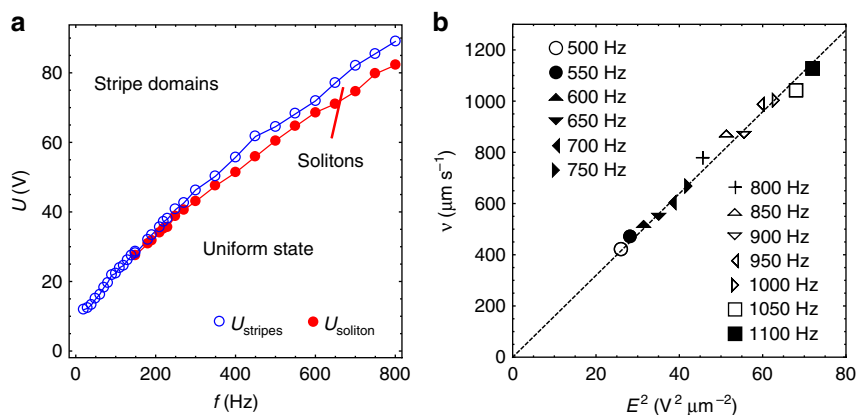 a
U (V)
80
60
40
20
0
Stripe domains
Solitons
Uniform state
U stripes
U soliton
0
200
400
600
800
f (Hz)
b
ν (μm s⁻¹)
1200
1000
800
600
400
200
0
500 Hz
550 Hz
600 Hz
650 Hz
700 Hz
750 Hz
800 Hz
850 Hz
900 Hz
950 Hz
1000 Hz
1050 Hz
1100 Hz
0
20
40
60
80
E² (V² μm⁻²)